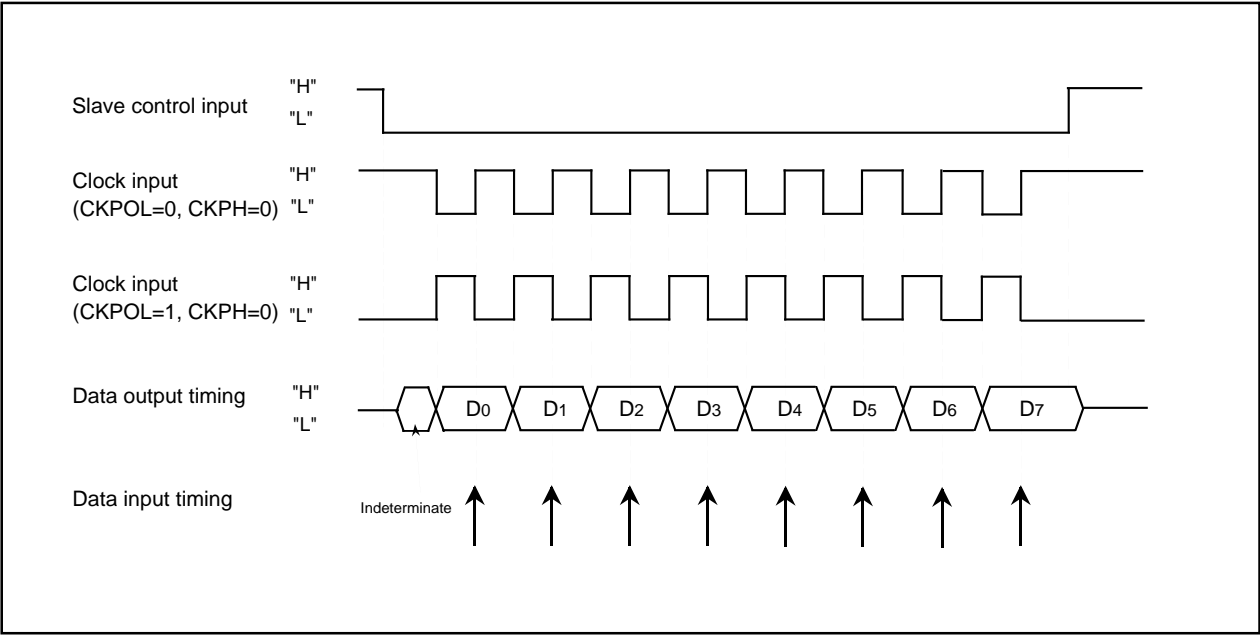 Slave control input "H"
"L"
Clock input "H"
(CKPOL=0, CKPH=0) "L"
Clock input "H"
(CKPOL=1, CKPH=0) "L"
Data output timing "H"
"L"
D0 D1 D2 D3 D4 D5 D6 D7
Data input timing
Indeterminate